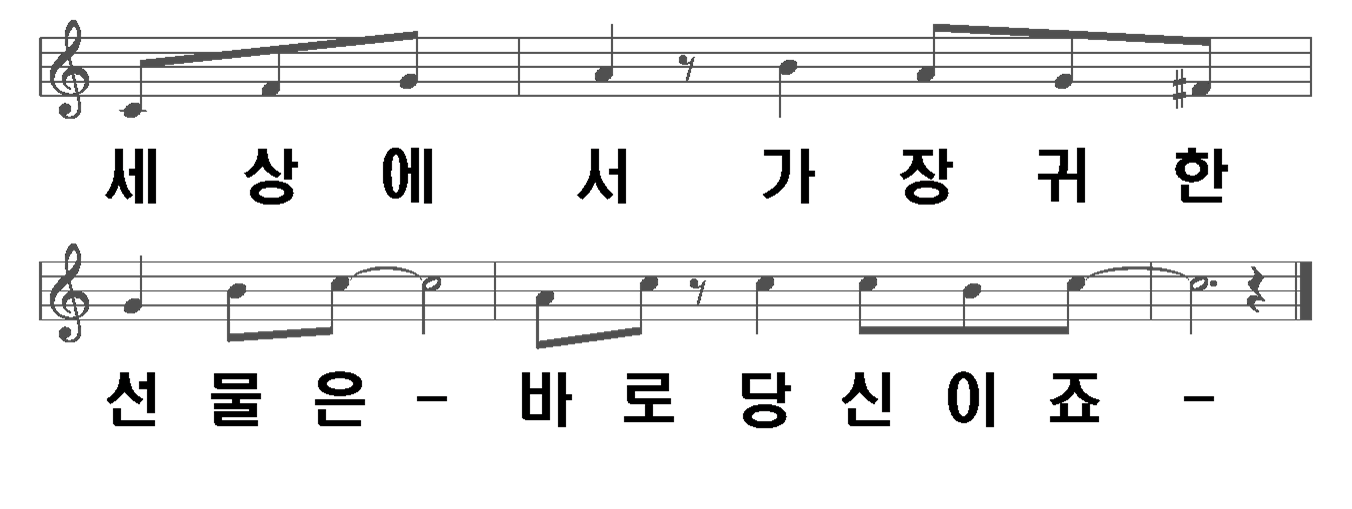 세 상 에 서 가 장 귀 한
선 물 은 - 바 로 당 신 이 죠 -